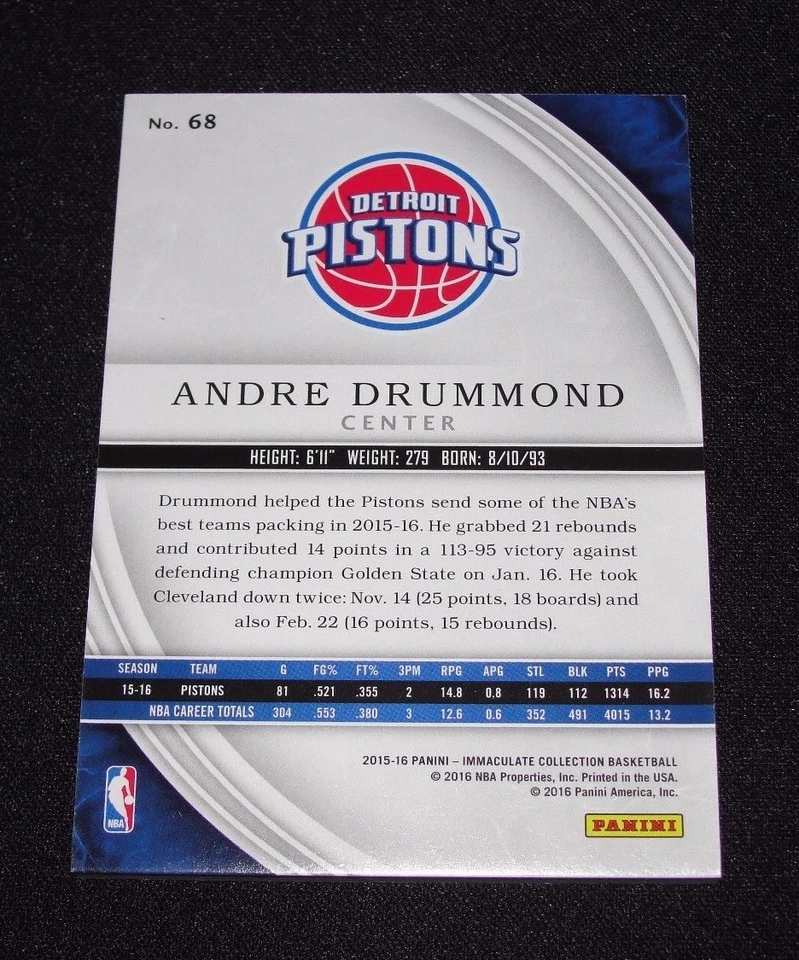 No. 68
DETROIT
PISTONS
ANDRE DRUMMOND
CENTER
HEIGHT: 6'11" WEIGHT: 279 BORN: 8/10/93
Drummond helped the Pistons send some of the NBA's
best teams packing in 2015-16. He grabbed 21 rebounds
and contributed 14 points in a 113-95 victory against
defending champion Golden State on Jan. 16. He took
Cleveland down twice: Nov. 14 (25 points, 18 boards) and
also Feb. 22 (16 points, 15 rebounds).
SEASON TEAM G FG% FT% 3PM RPG APG STL BLK PTS PPG
15-16 PISTONS 81 .521 .355 2 14.8 0.8 119 112 1314 16.2
NBA CAREER TOTALS 304 .553 .380 3 12.6 0.6 352 491 4015 13.2
2015-16 PANINI – IMMACULATE COLLECTION BASKETBALL
© 2016 NBA Properties, Inc. Printed in the USA.
© 2016 Panini America, Inc.
NBA
PANINI